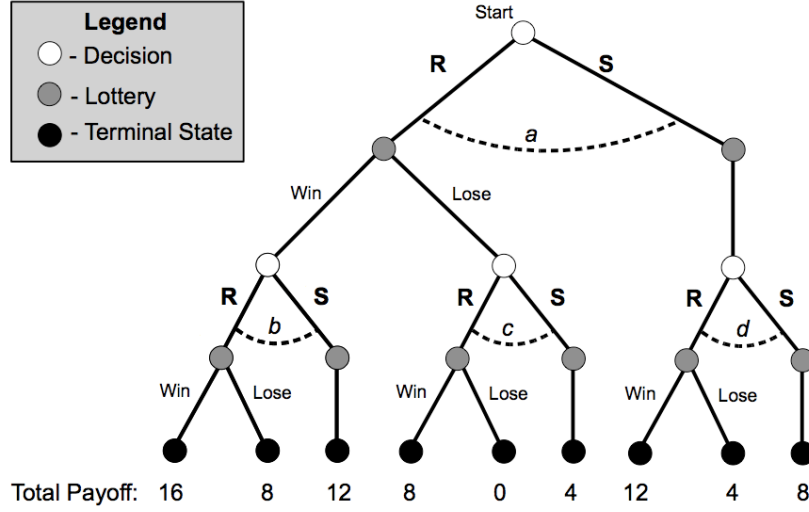 Legend
- Decision
- Lottery
- Terminal State
Start
R
S
a
Win
Lose
R
S
R
S
R
S
b
c
d
Win
Lose
Win
Lose
Win
Lose
Total Payoff: 16 8 12 8 0 4 12 4 8